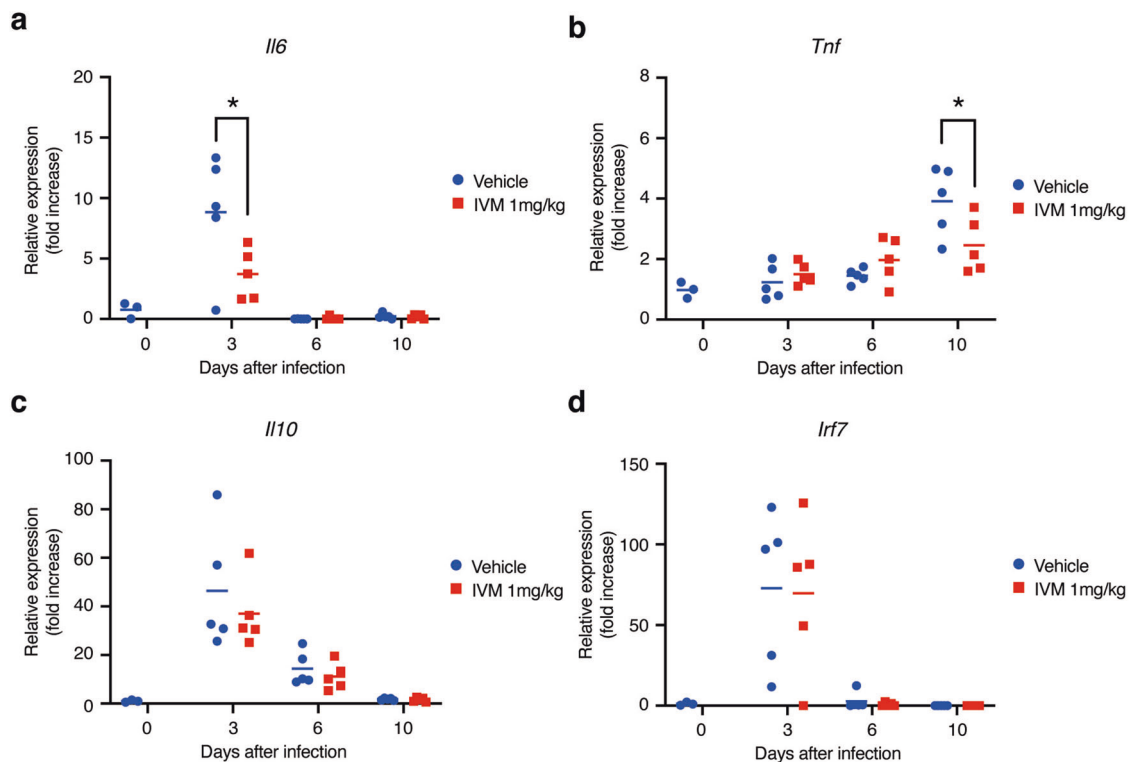 a
Il6
Relative expression
(fold increase)
20
15
10
5
0
*
0 3 6 10
Days after infection
Vehicle
IVM 1mg/kg
b
Tnf
Relative expression
(fold increase)
8
6
4
2
0
*
0 3 6 10
Days after infection
Vehicle
IVM 1mg/kg
c
Il10
Relative expression
(fold increase)
100
80
60
40
20
0
0 3 6 10
Days after infection
Vehicle
IVM 1mg/kg
d
Irf7
Relative expression
(fold increase)
150
100
50
0
0 3 6 10
Days after infection
Vehicle
IVM 1mg/kg